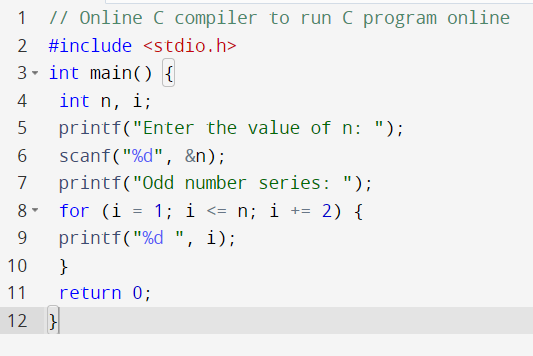 1 // Online C compiler to run C program online
2 #include <stdio.h>
3 int main() {
4 int n, i;
5 printf("Enter the value of n: ");
6 scanf("%d", &n);
7 printf("Odd number series: ");
8 for (i = 1; i <= n; i += 2) {
9 printf("%d ", i);
10 }
11 return 0;
12 }